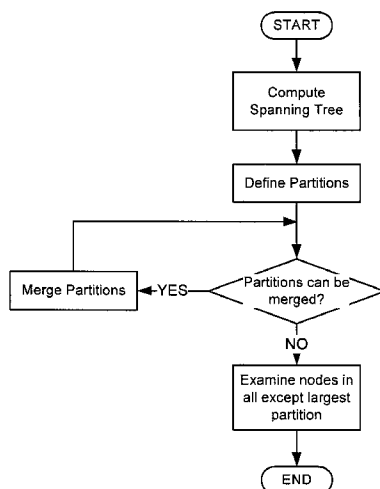 START
Compute
Spanning Tree
Define Partitions
Partitions can be
merged?
YES
Merge Partitions
NO
Examine nodes in
all except largest
partition
END